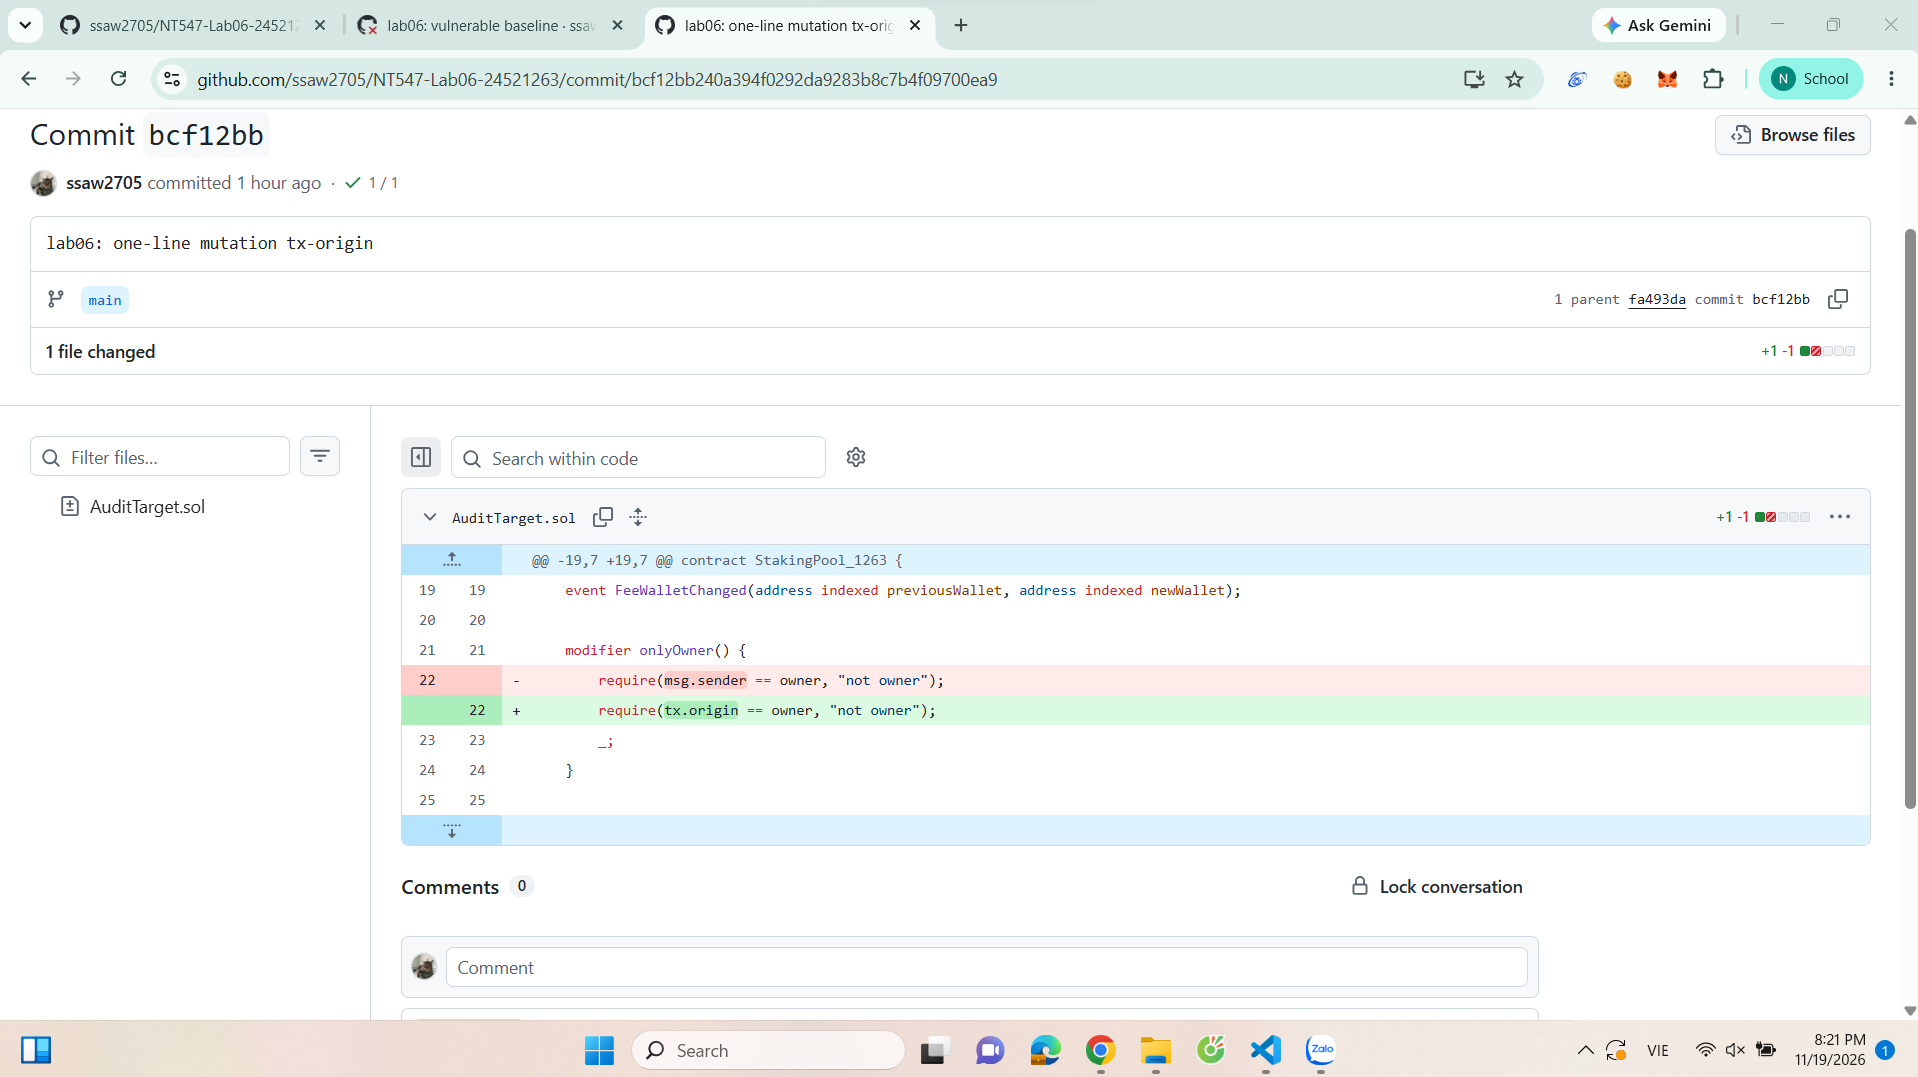 ssaw2705/NT547-Lab06-24521
lab06: vulnerable baseline · ssaw
lab06: one-line mutation tx-orig
Ask Gemini
github.com/ssaw2705/NT547-Lab06-24521263/commit/bcf12bb240a394f0292da9283b8c7b4f09700ea9
N School
Commit bcf12bb
Browse files
ssaw2705 committed 1 hour ago · 1 / 1
lab06: one-line mutation tx-origin
main
1 parent fa493da commit bcf12bb
1 file changed
+1 -1
Filter files...
Search within code
AuditTarget.sol
AuditTarget.sol
+1 -1
@@ -19,7 +19,7 @@ contract StakingPool_1263 {
19 19 event FeeWalletChanged(address indexed previousWallet, address indexed newWallet);
20 20
21 21 modifier onlyOwner() {
22 - require(msg.sender == owner, "not owner");
22 + require(tx.origin == owner, "not owner");
23 23 _;
24 24 }
25 25
Comments 0
Lock conversation
Comment
Search
Zalo
VIE
8:21 PM
11/19/2026
1